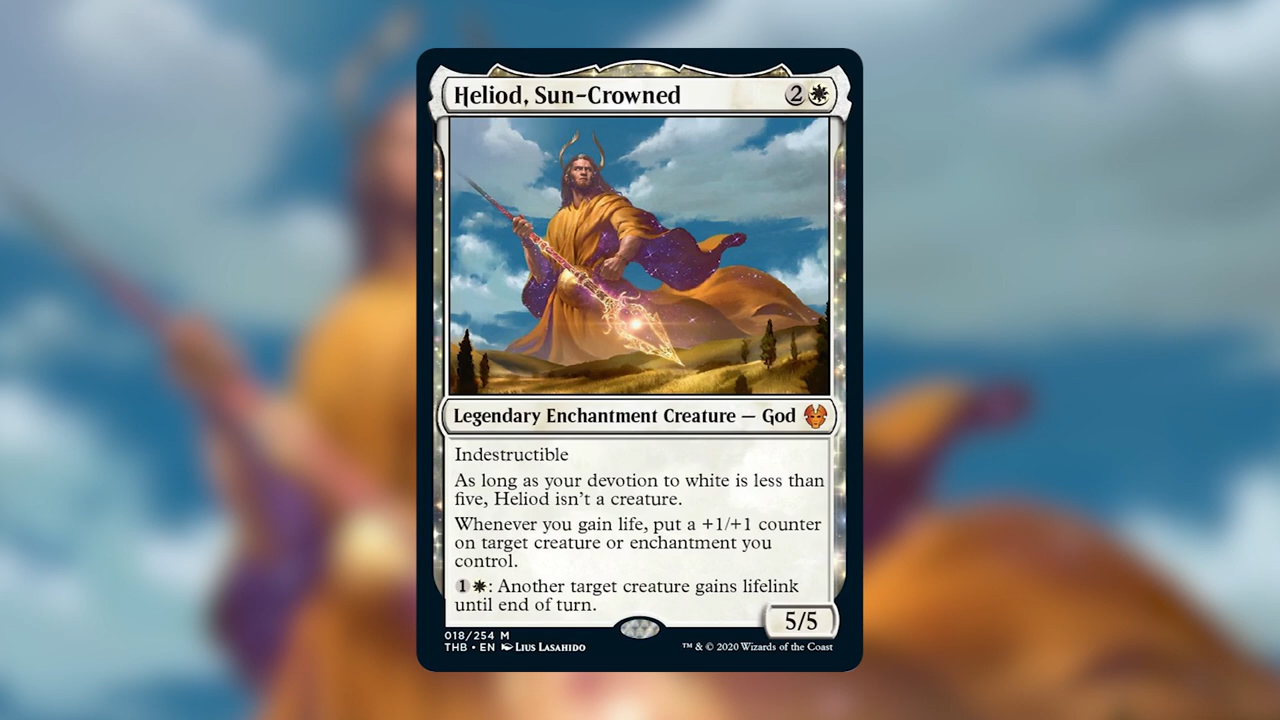 Heliod, Sun-Crowned 2
Legendary Enchantment Creature — God
Indestructible
As long as your devotion to white is less than
five, Heliod isn't a creature.
Whenever you gain life, put a +1/+1 counter
on target creature or enchantment you
control.
1 : Another target creature gains lifelink
until end of turn.
5/5
018/254 M
THB • EN Lius Lasahido
™ & © 2020 Wizards of the Coast